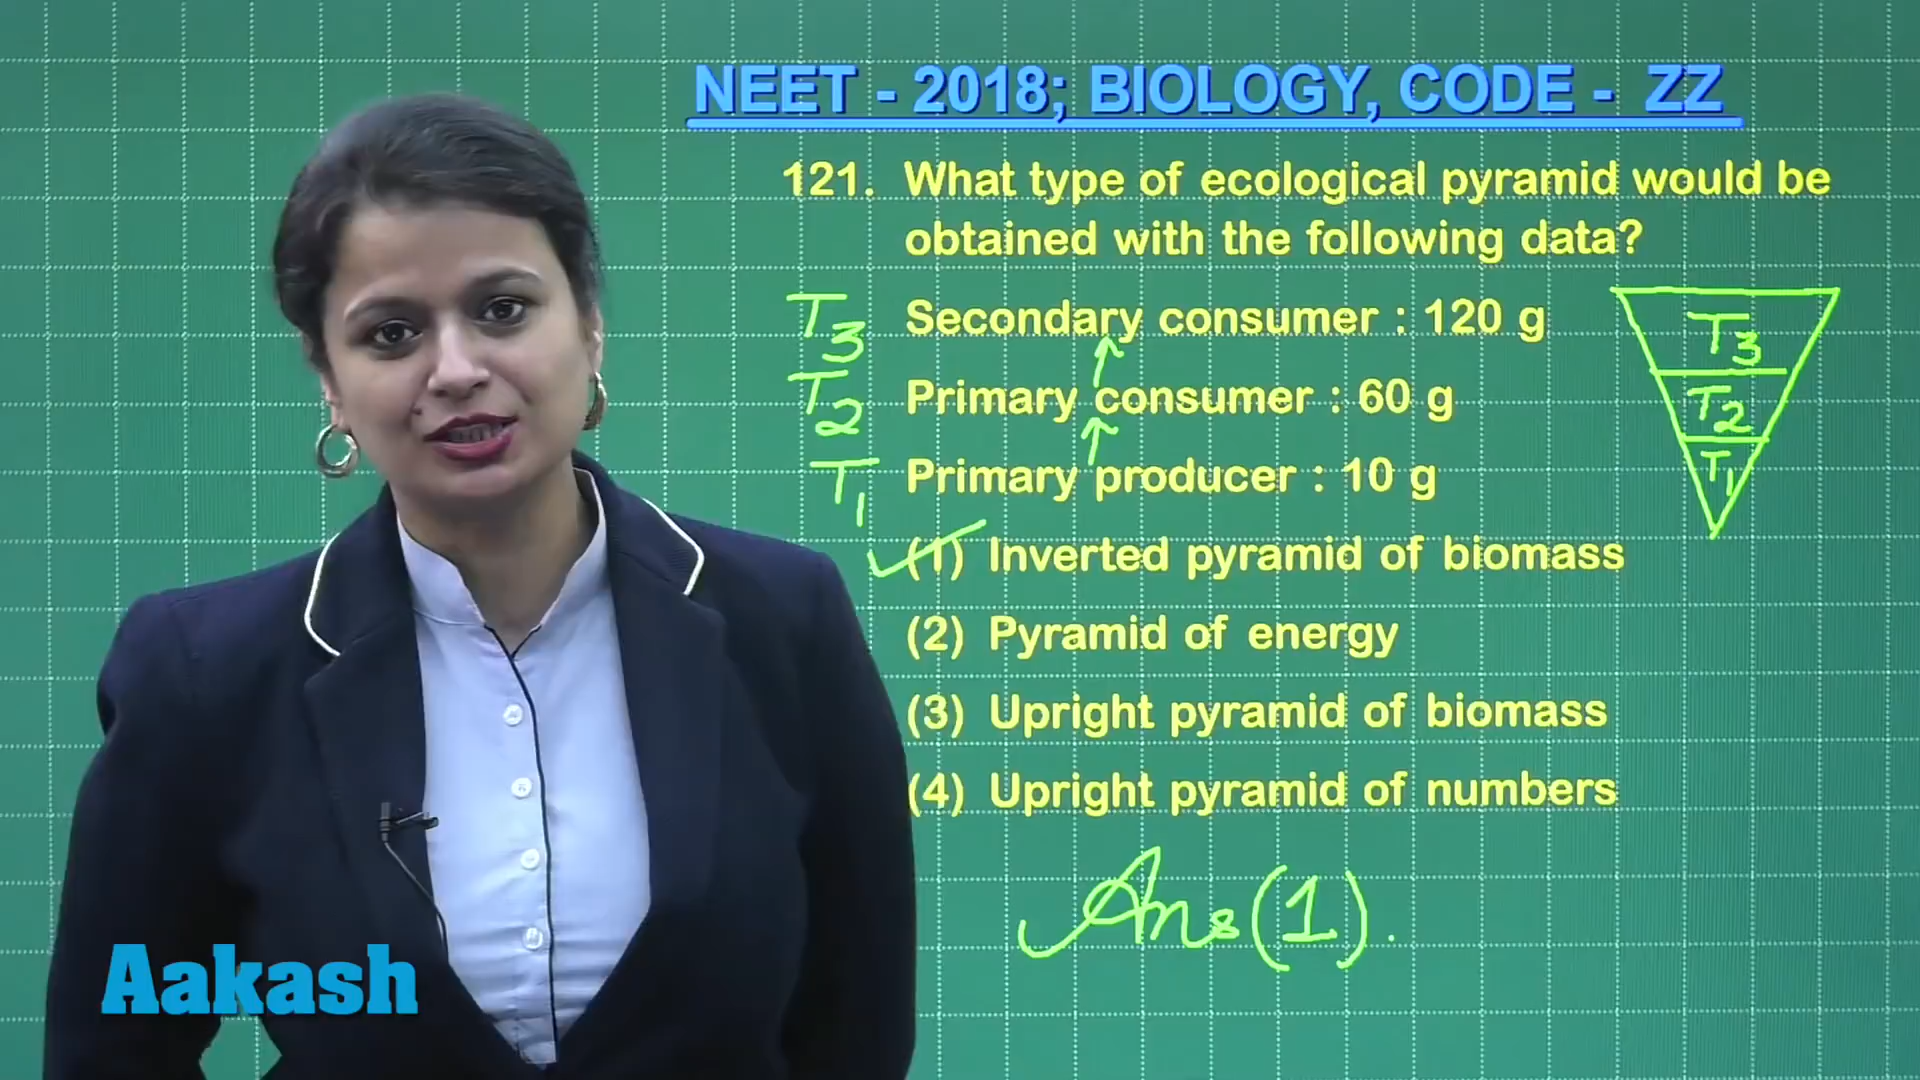 NEET - 2018; BIOLOGY, CODE - ZZ
121. What type of ecological pyramid would be
obtained with the following data?
T3 Secondary consumer : 120 g
T2 Primary consumer : 60 g
T1 Primary producer : 10 g
T3
T2
T1
(1) Inverted pyramid of biomass
(2) Pyramid of energy
(3) Upright pyramid of biomass
(4) Upright pyramid of numbers
Ans (1).
Aakash